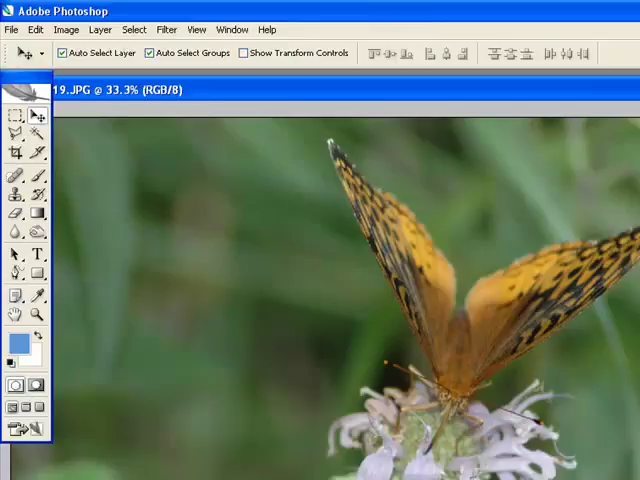 Adobe Photoshop
File Edit Image Layer Select Filter View Window Help
Auto Select Layer Auto Select Groups Show Transform Controls
19.JPG @ 33.3% (RGB/8)
T